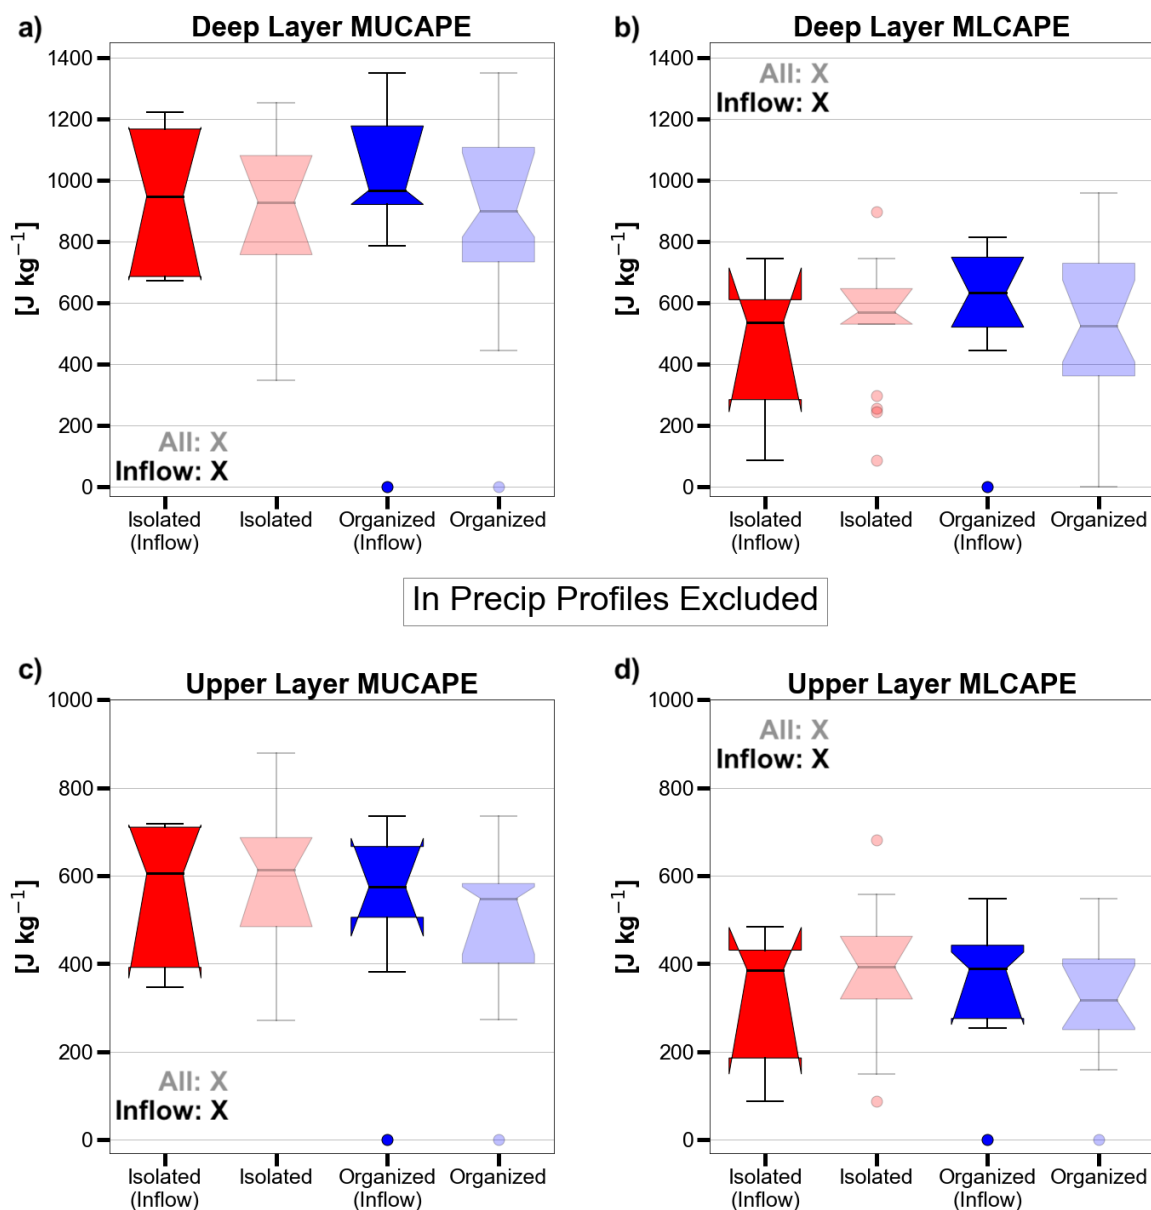 a)
Deep Layer MUCAPE
1400
1200
1000
800
600
400
200
0
[J kg⁻¹]
All: X
Inflow: X
Isolated
(Inflow)
Isolated
Organized
(Inflow)
Organized
b)
Deep Layer MLCAPE
1400
1200
1000
800
600
400
200
0
[J kg⁻¹]
All: X
Inflow: X
Isolated
(Inflow)
Isolated
Organized
(Inflow)
Organized
In Precip Profiles Excluded
c)
Upper Layer MUCAPE
1000
800
600
400
200
0
[J kg⁻¹]
All: X
Inflow: X
Isolated
(Inflow)
Isolated
Organized
(Inflow)
Organized
d)
Upper Layer MLCAPE
1000
800
600
400
200
0
[J kg⁻¹]
All: X
Inflow: X
Isolated
(Inflow)
Isolated
Organized
(Inflow)
Organized